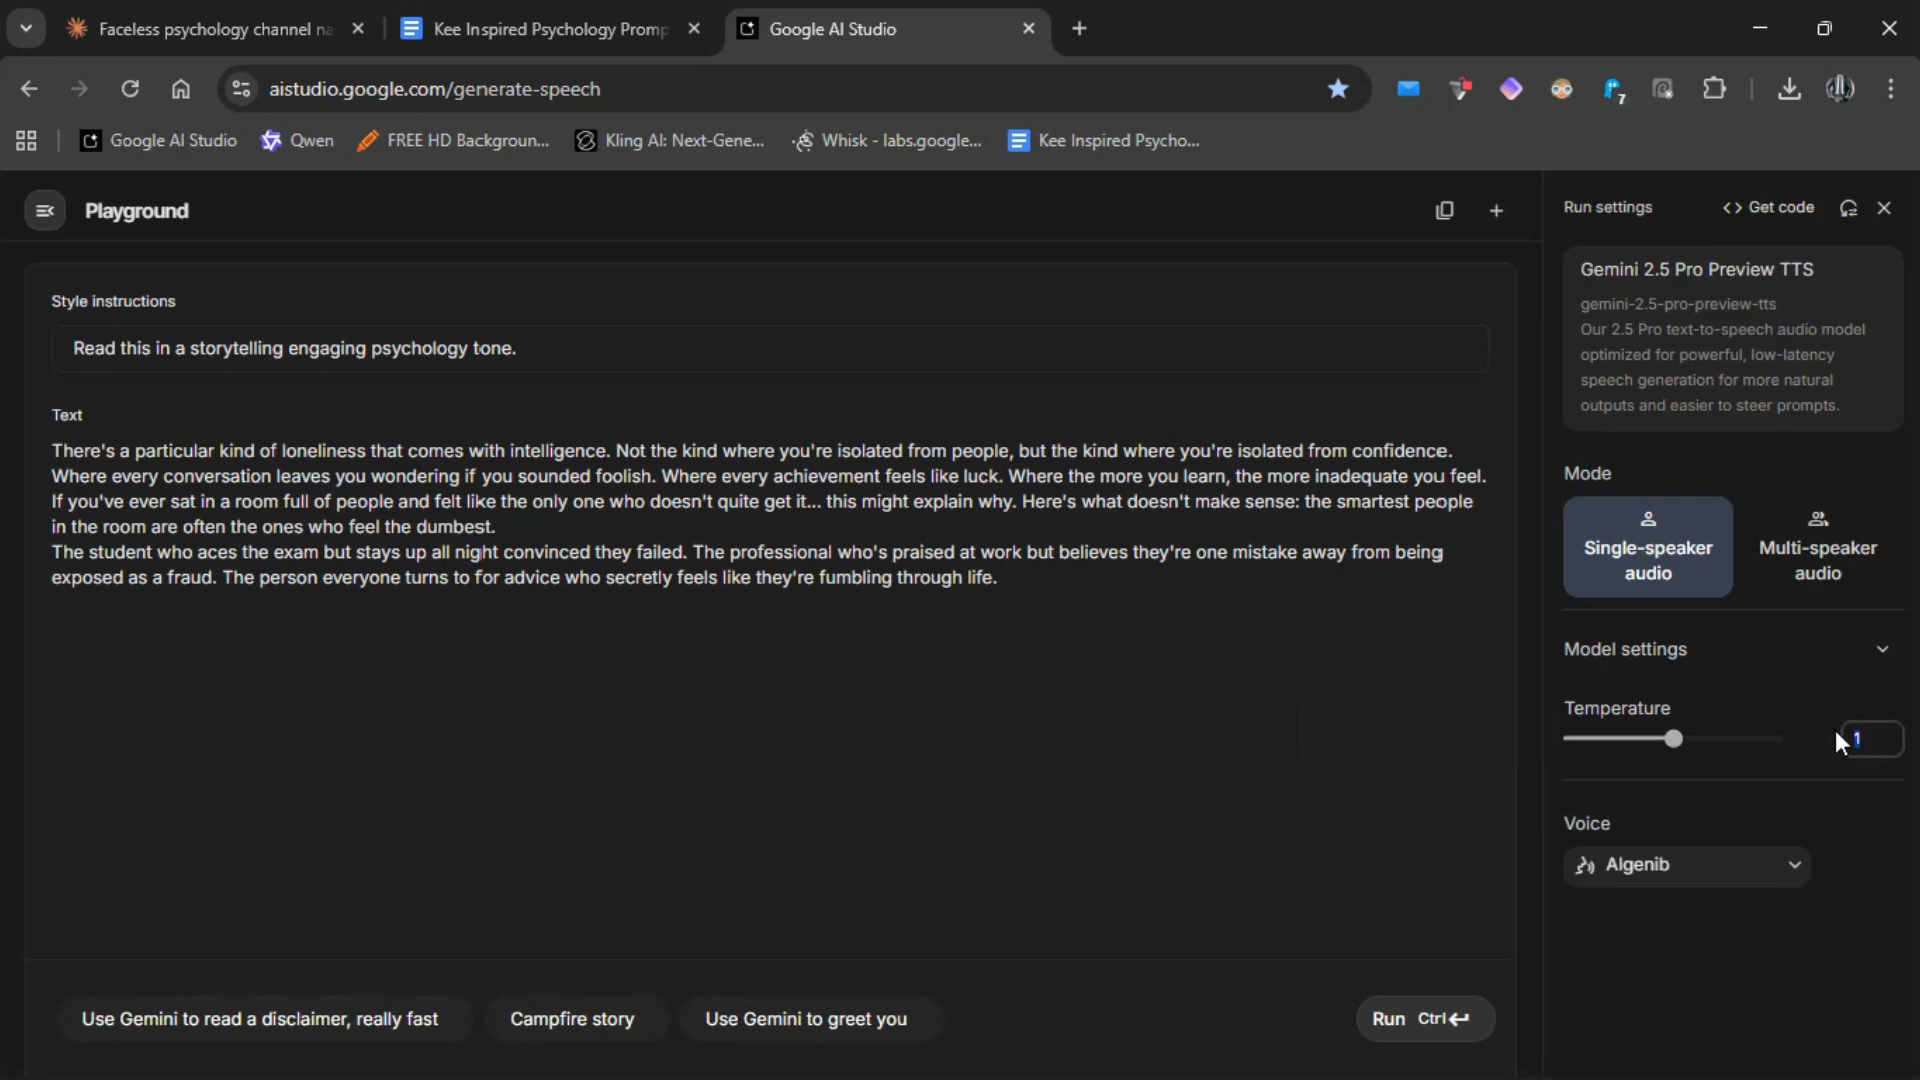 Faceless psychology channel na
Kee Inspired Psychology Promp
Google AI Studio
aistudio.google.com/generate-speech
7
Google AI Studio
Qwen
FREE HD Backgroun...
Kling AI: Next-Gene...
Whisk - labs.google...
Kee Inspired Psycho...
Playground
Run settings
<> Get code
Style instructions
Read this in a storytelling engaging psychology tone.
Text
There's a particular kind of loneliness that comes with intelligence. Not the kind where you're isolated from people, but the kind where you're isolated from confidence.
Where every conversation leaves you wondering if you sounded foolish. Where every achievement feels like luck. Where the more you learn, the more inadequate you feel.
If you've ever sat in a room full of people and felt like the only one who doesn't quite get it... this might explain why. Here's what doesn't make sense: the smartest people
in the room are often the ones who feel the dumbest.
The student who aces the exam but stays up all night convinced they failed. The professional who's praised at work but believes they're one mistake away from being
exposed as a fraud. The person everyone turns to for advice who secretly feels like they're fumbling through life.
Use Gemini to read a disclaimer, really fast
Campfire story
Use Gemini to greet you
Run Ctrl
Gemini 2.5 Pro Preview TTS
gemini-2.5-pro-preview-tts
Our 2.5 Pro text-to-speech audio model
optimized for powerful, low-latency
speech generation for more natural
outputs and easier to steer prompts.
Mode
Single-speaker
audio
Multi-speaker
audio
Model settings
Temperature
1
Voice
Algenib